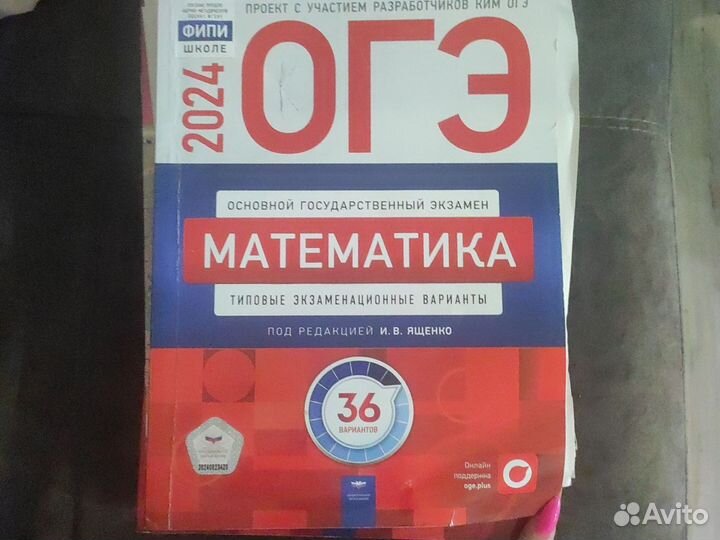 ПРОЕКТ С УЧАСТИЕМ РАЗРАБОТЧИКОВ КИМ ОГЭ
ФИПИ
ШКОЛЕ
2024
ОГЭ
ОСНОВНОЙ ГОСУДАРСТВЕННЫЙ ЭКЗАМЕН
МАТЕМАТИКА
ТИПОВЫЕ ЭКЗАМЕНАЦИОННЫЕ ВАРИАНТЫ
ПОД РЕДАКЦИЕЙ И. В. ЯЩЕНКО
36
ВАРИАНТОВ
Онлайн
поддержка
oge.plus
Avito